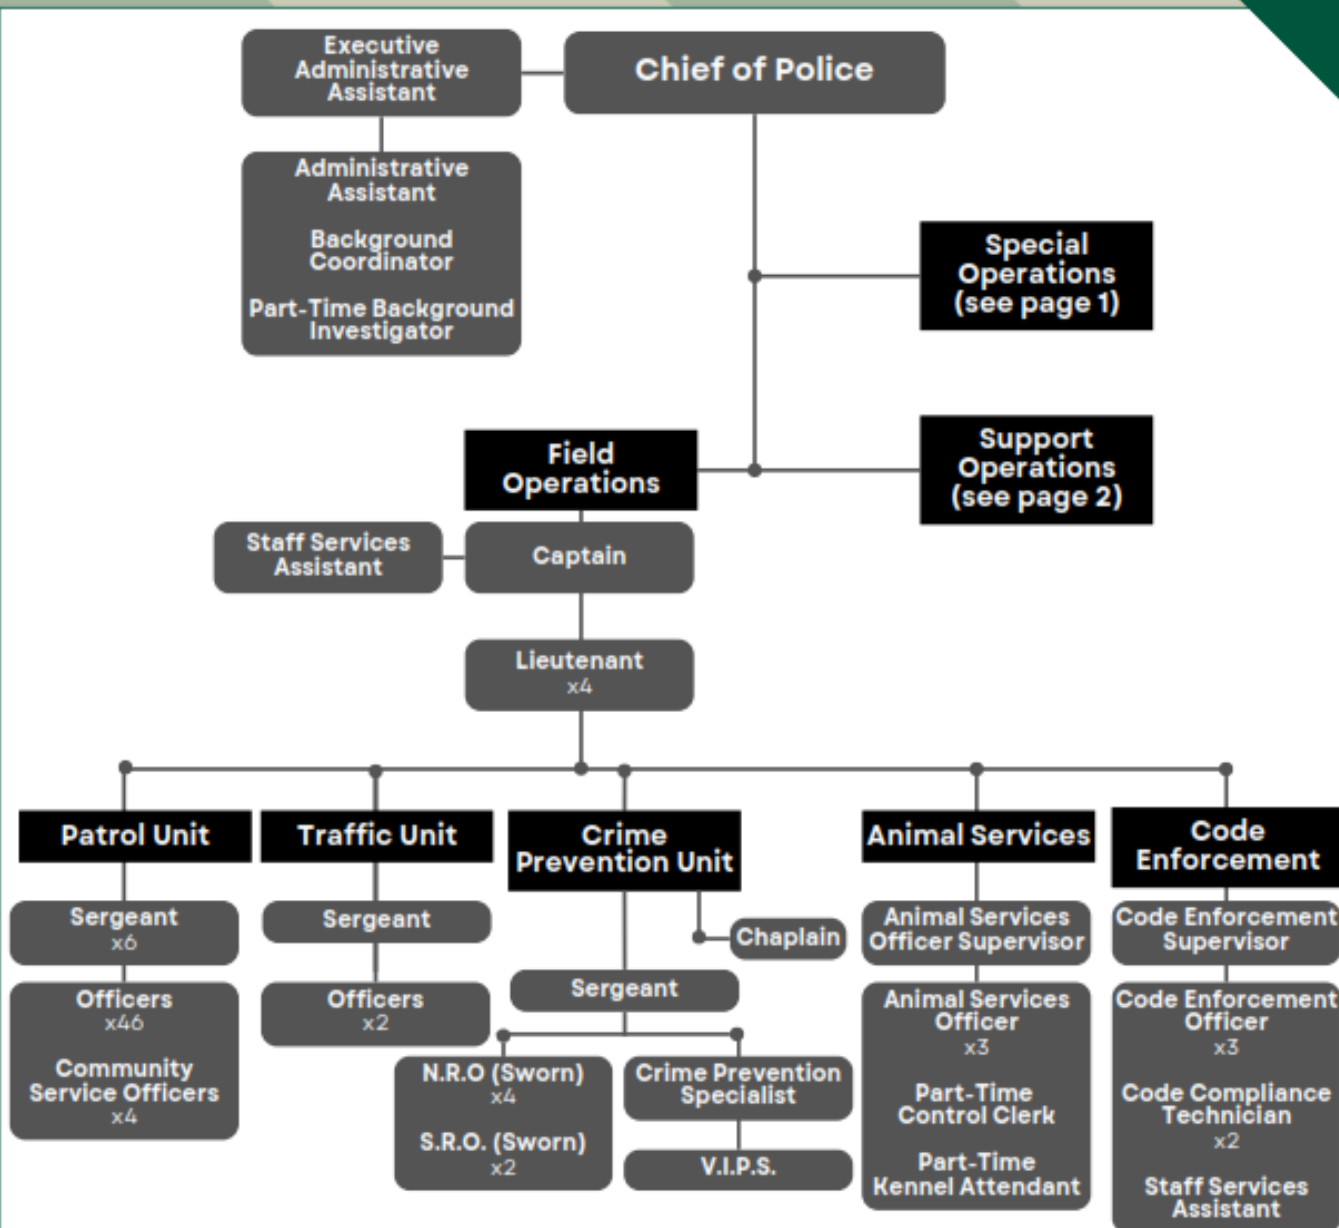 Executive
Administrative
Assistant
Chief of Police
Administrative
Assistant
Background
Coordinator
Part-Time Background
Investigator
Special
Operations
(see page 1)
Support
Operations
(see page 2)
Field
Operations
Staff Services
Assistant
Captain
Lieutenant
x4
Patrol Unit
Sergeant
x6
Officers
x46
Community
Service Officers
x4
Traffic Unit
Sergeant
Officers
x2
Crime
Prevention Unit
Chaplain
Sergeant
N.R.O (Sworn)
x4
S.R.O. (Sworn)
x2
Crime Prevention
Specialist
V.I.P.S.
Animal Services
Animal Services
Officer Supervisor
Animal Services
Officer
x3
Part-Time
Control Clerk
Part-Time
Kennel Attendant
Code
Enforcement
Code Enforcement
Supervisor
Code Enforcement
Officer
x3
Code Compliance
Technician
x2
Staff Services
Assistant